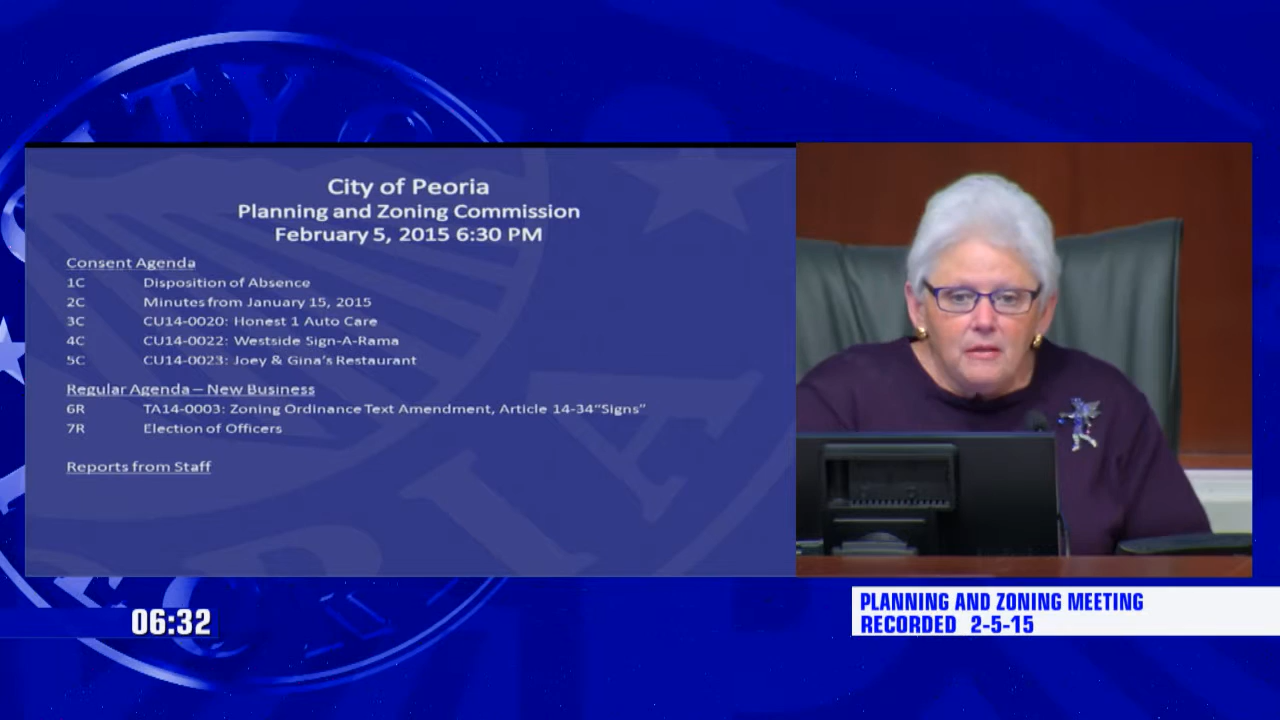 City of Peoria
Planning and Zoning Commission
February 5, 2015 6:30 PM
Consent Agenda
1C Disposition of Absence
2C Minutes from January 15, 2015
3C CU14-0020: Honest 1 Auto Care
4C CU14-0022: Westside Sign-A-Rama
5C CU14-0023: Joey & Gina's Restaurant
Regular Agenda – New Business
6R TA14-0003: Zoning Ordinance Text Amendment, Article 14-34"Signs"
7R Election of Officers
Reports from Staff
06:32
PLANNING AND ZONING MEETING
RECORDED 2-5-15